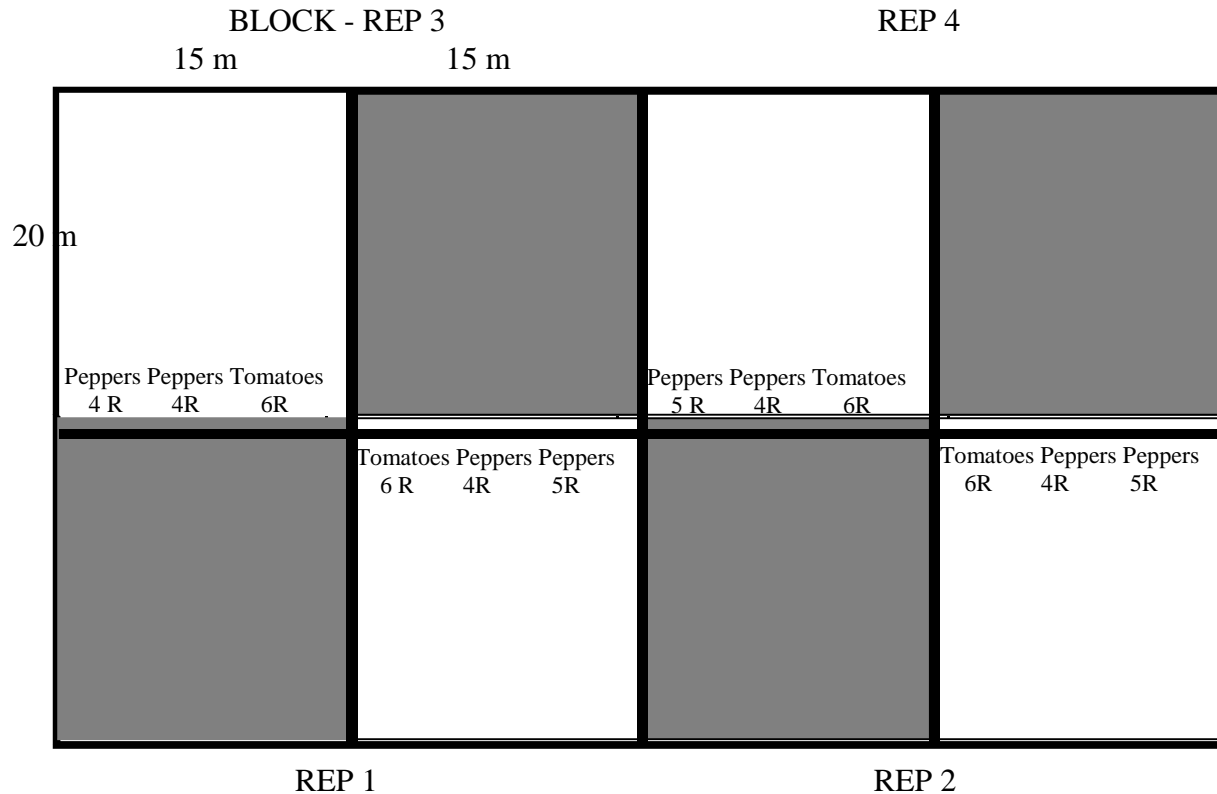 BLOCK - REP 3 REP 4
15 m 15 m
20 m
Peppers Peppers Tomatoes Peppers Peppers Tomatoes
4 R 4R 6R 5 R 4R 6R
Tomatoes Peppers Peppers Tomatoes Peppers Peppers
6 R 4R 5R 6R 4R 5R
REP 1 REP 2